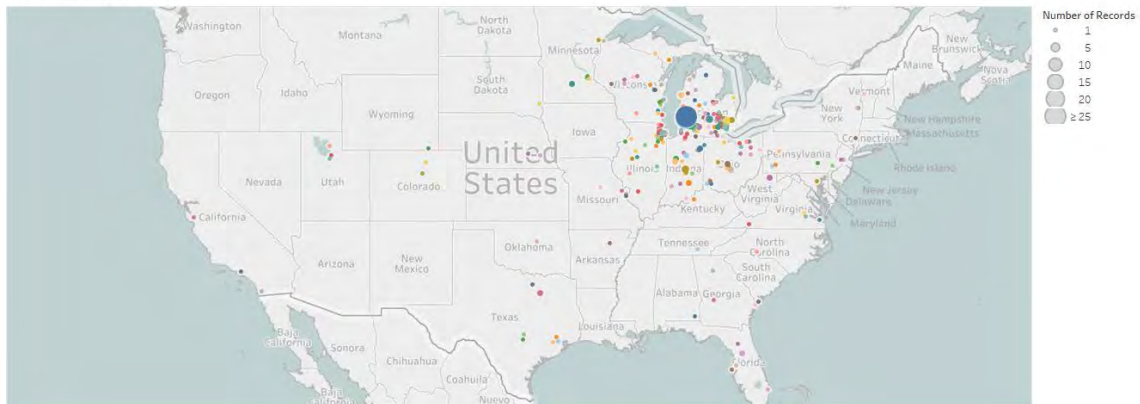 Number of Records
1
5
10
15
20
≥ 25
Washington
Montana
North
Dakota
Minnesota
Maine
New
Brunswick
Nova
Scotia
Oregon
Idaho
South
Dakota
Vermont
Wyoming
New
York
New Hampshire
Massachusetts
Iowa
Connecticut
United
States
Pennsylvania
Rhode Island
Nevada
Utah
Colorado
Illinois
New Jersey
Delaware
Maryland
West
Virginia
Virginia
Missouri
Kentucky
California
Oklahoma
Tennessee
North
Carolina
Arizona
New
Mexico
Arkansas
South
Carolina
Alabama
Georgia
Texas
Louisiana
Baja
California
Sonora
Chihuahua
Florida
Coahuila
Baja
California
Nuevo